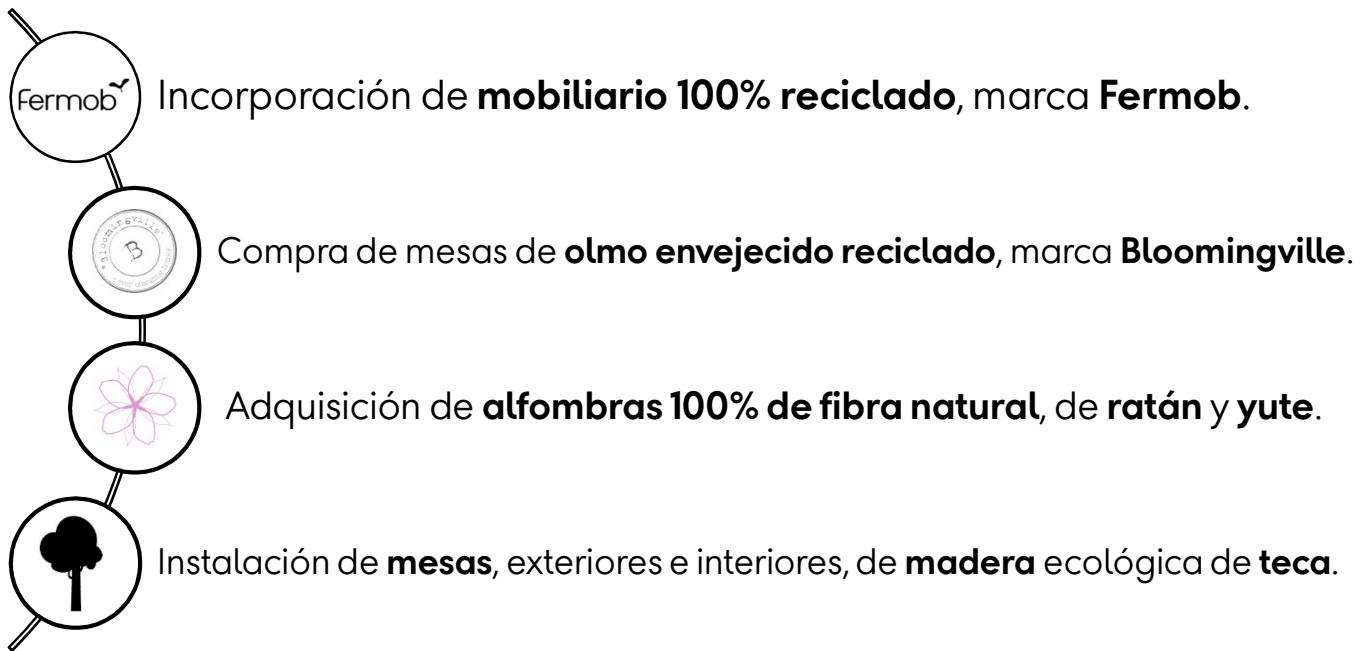 Fermob
Incorporación de mobiliario 100% reciclado, marca Fermob.
Bloomingville
B
Compra de mesas de olmo envejecido reciclado, marca Bloomingville.
Adquisición de alfombras 100% de fibra natural, de ratán y yute.
Instalación de mesas, exteriores e interiores, de madera ecológica de teca.